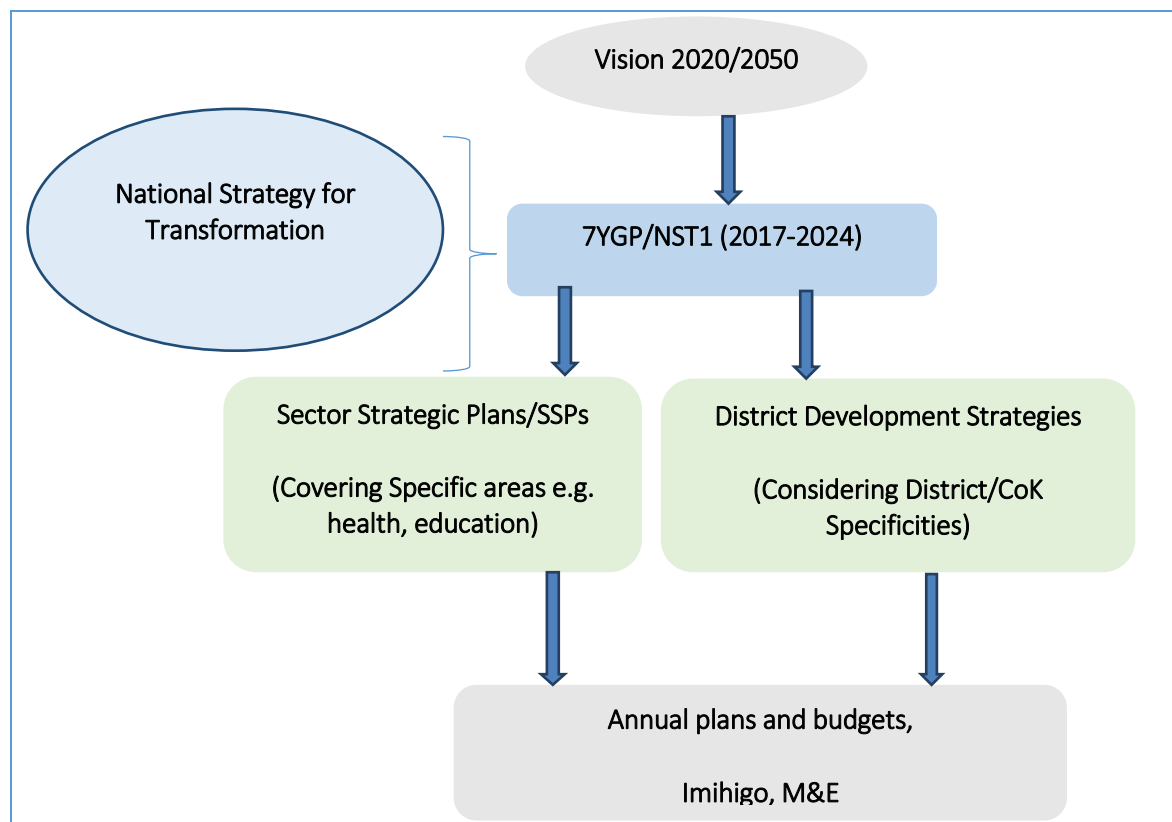 Vision 2020/2050
National Strategy for
Transformation
7YGP/NST1 (2017-2024)
Sector Strategic Plans/SSPs
(Covering Specific areas e.g.
health, education)
District Development Strategies
(Considering District/CoK
Specificities)
Annual plans and budgets,
Imihigo, M&E